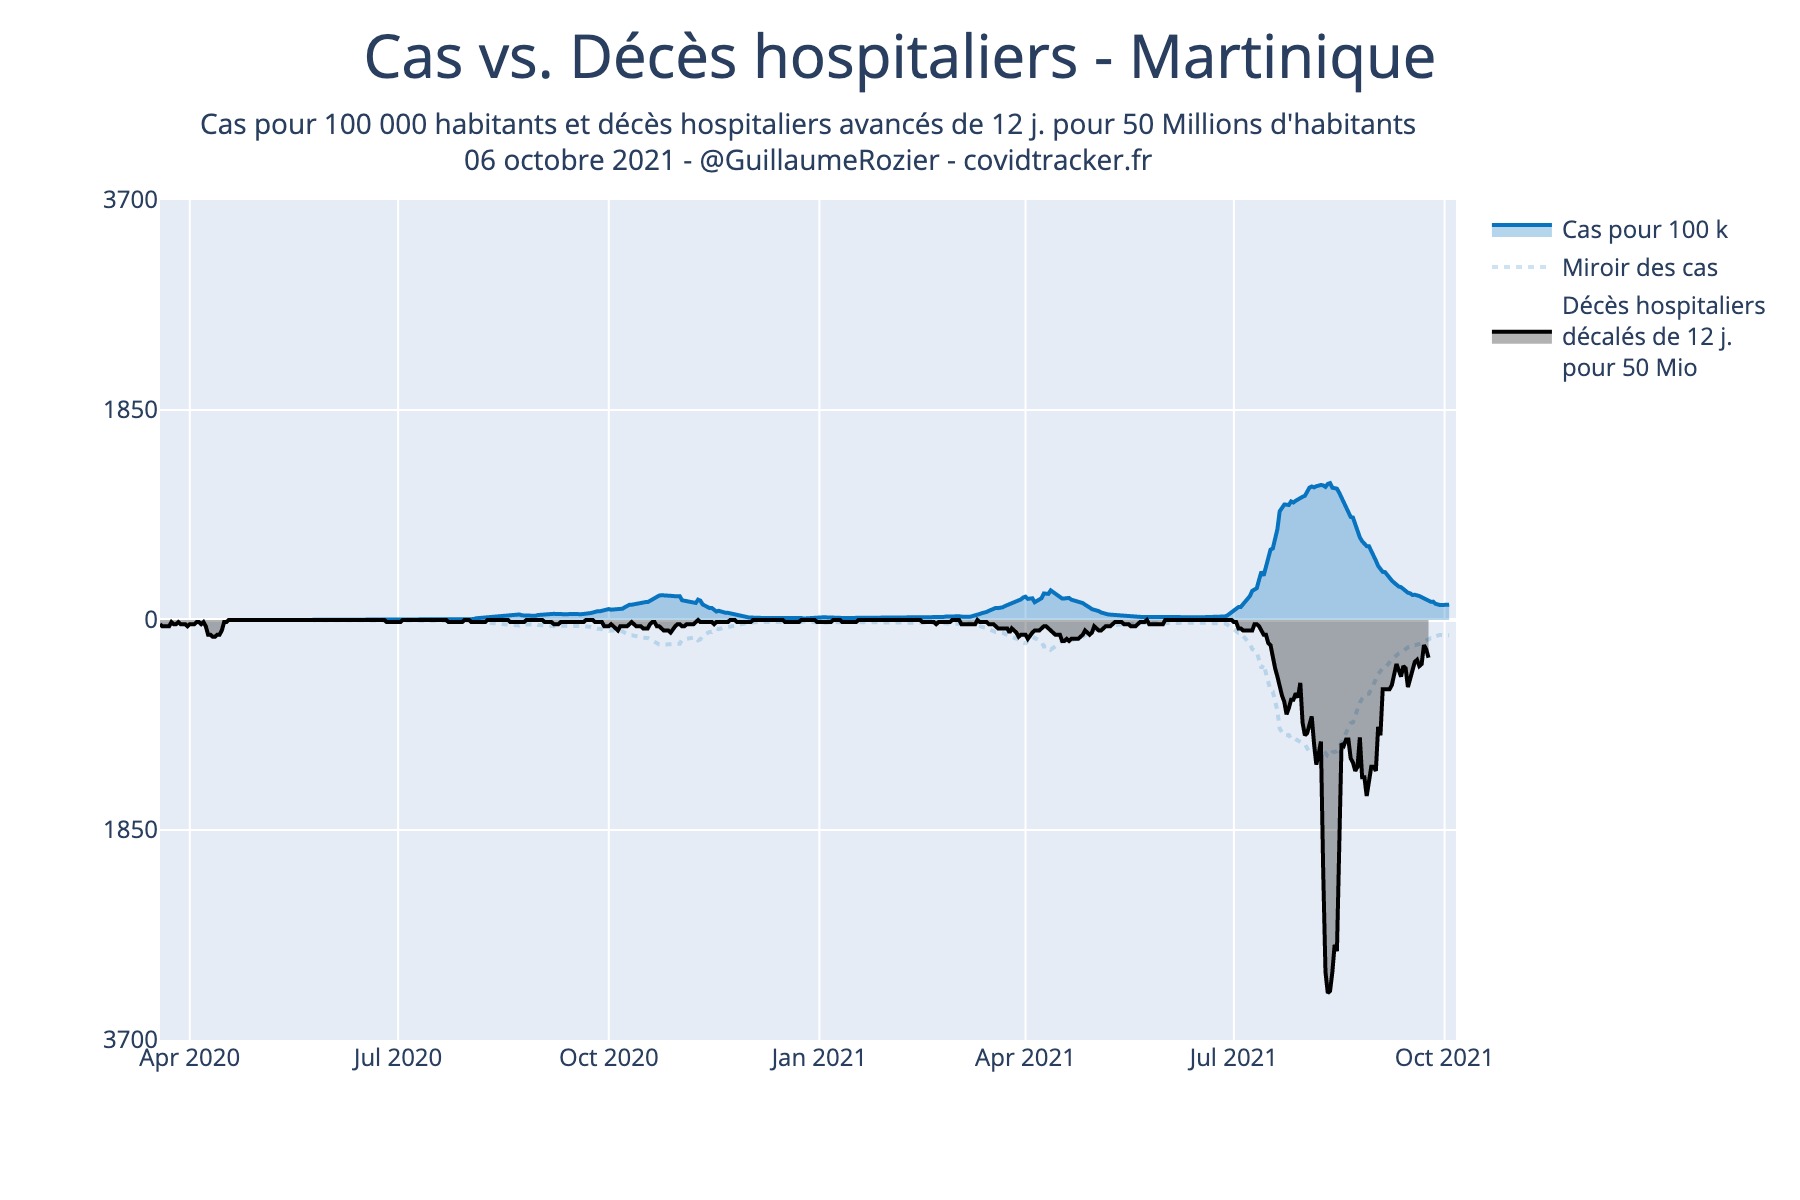 Cas vs. Décès hospitaliers - Martinique
Cas pour 100 000 habitants et décès hospitaliers avancés de 12 j. pour 50 Millions d'habitants
06 octobre 2021 - @GuillaumeRozier - covidtracker.fr
3700
1850
0
1850
3700
Apr 2020
Jul 2020
Oct 2020
Jan 2021
Apr 2021
Jul 2021
Oct 2021
Cas pour 100 k
Miroir des cas
Décès hospitaliers
décalés de 12 j.
pour 50 Mio